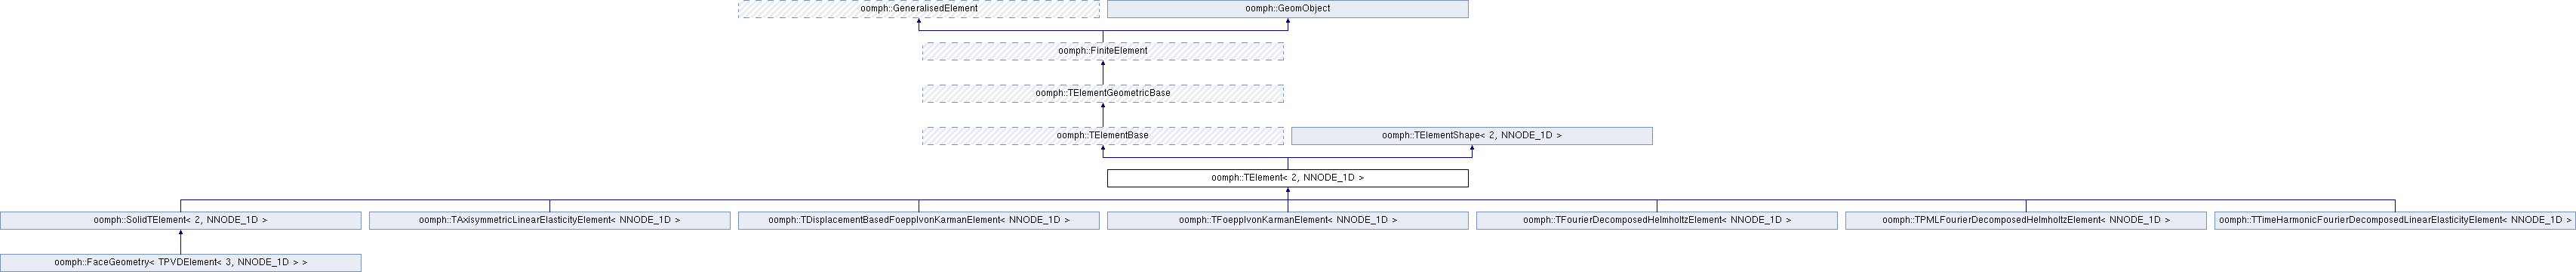 oomph::GeneralisedElement
oomph::GeomObject
oomph::FiniteElement
oomph::TElementGeometricBase
oomph::TElementBase
oomph::TElementShape< 2, NNODE_1D >
oomph::TElement< 2, NNODE_1D >
oomph::SolidTElement< 2, NNODE_1D >
oomph::TAxisymmetricLinearElasticityElement< NNODE_1D >
oomph::TDisplacementBasedFoepplvonKarmanElement< NNODE_1D >
oomph::TFoepplvonKarmanElement< NNODE_1D >
oomph::TFourierDecomposedHelmholtzElement< NNODE_1D >
oomph::TPMLFourierDecomposedHelmholtzElement< NNODE_1D >
oomph::TTimeHarmonicFourierDecomposedLinearElasticityElement< NNODE_1D >
oomph::FaceGeometry< TPVDElement< 3, NNODE_1D > >